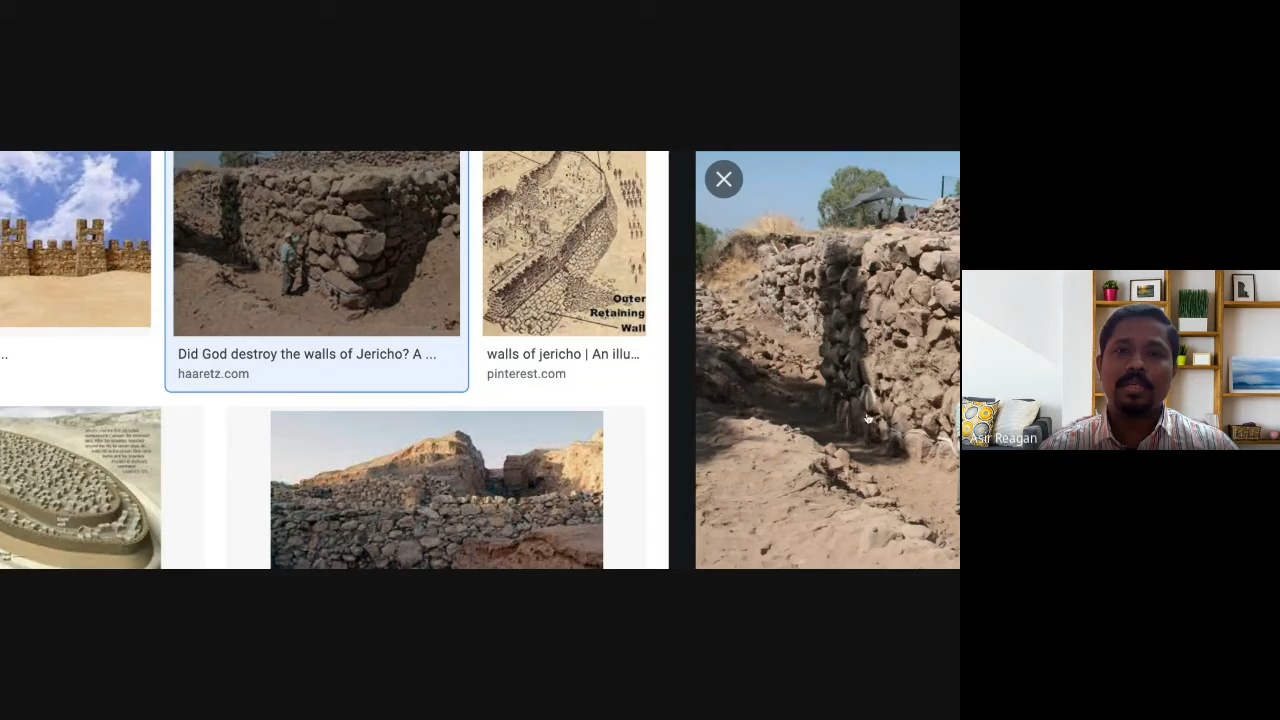 Outer
Retaining
Wall
..
Did God destroy the walls of Jericho? A ...
walls of jericho | An illu...
haaretz.com
pinterest.com
Asir Reagan